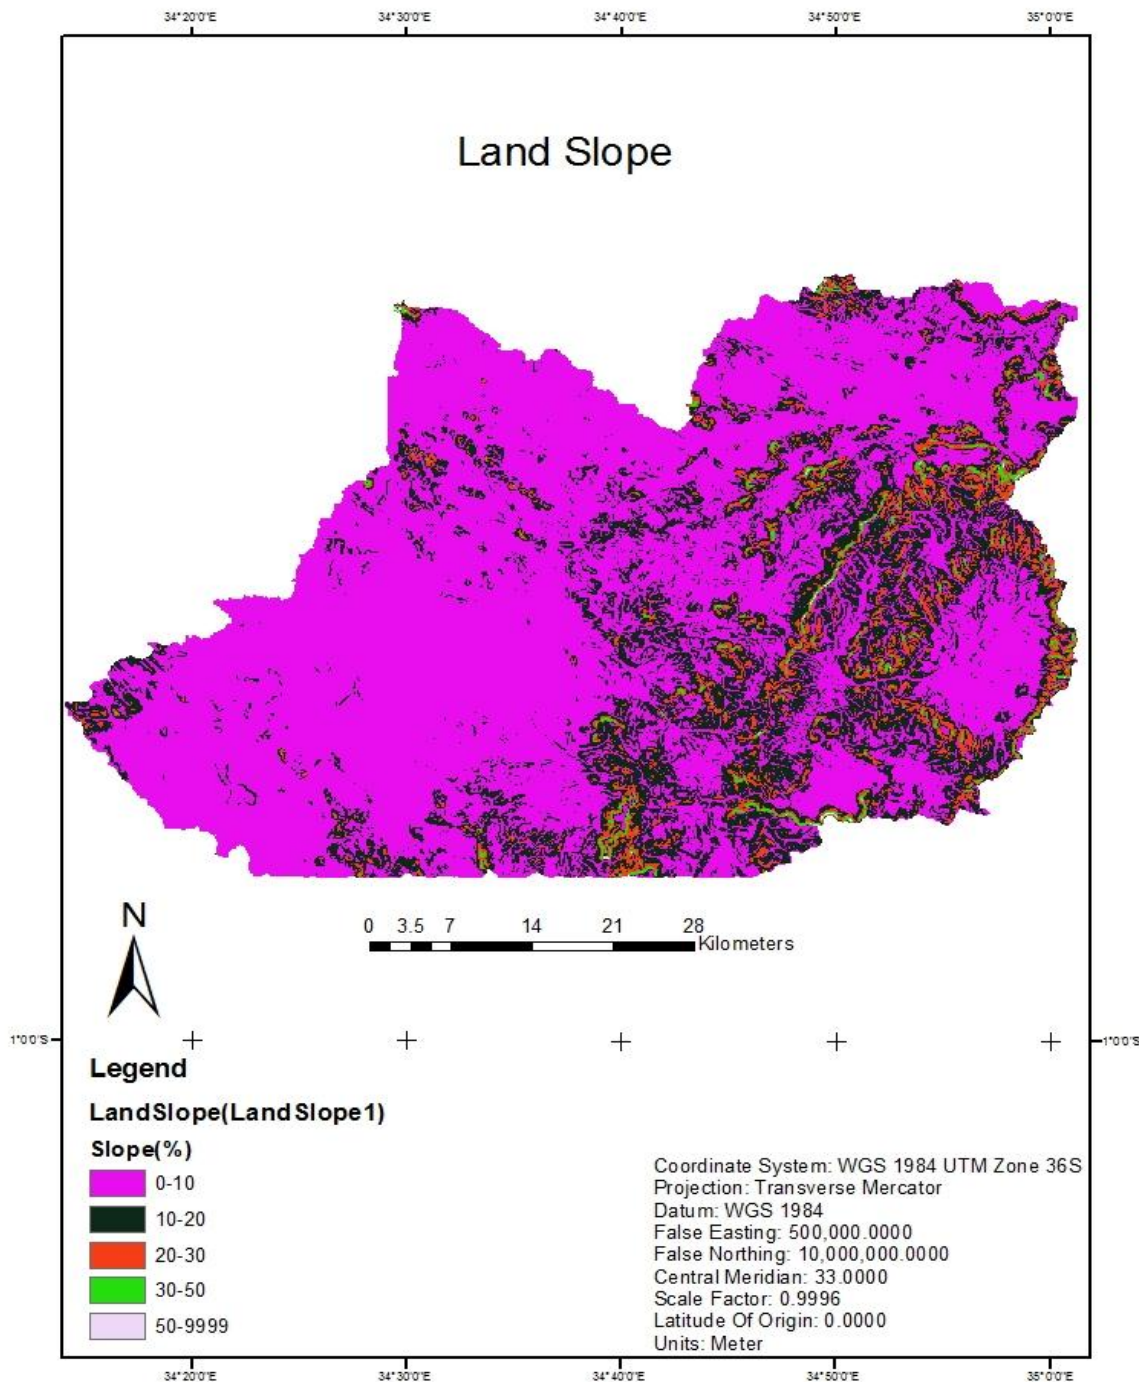 34°20'0"E 34°30'0"E 34°40'0"E 34°50'0"E 35°0'0"E
Land Slope
N
0 3.5 7 14 21 28
Kilometers
1°0'0"S 1°0'0"S
Legend
LandSlope(LandSlope1)
Slope(%)
0-10
10-20
20-30
30-50
50-9999
Coordinate System: WGS 1984 UTM Zone 36S
Projection: Transverse Mercator
Datum: WGS 1984
False Easting: 500,000.0000
False Northing: 10,000,000.0000
Central Meridian: 33.0000
Scale Factor: 0.9996
Latitude Of Origin: 0.0000
Units: Meter
34°20'0"E 34°30'0"E 34°40'0"E 34°50'0"E 35°0'0"E